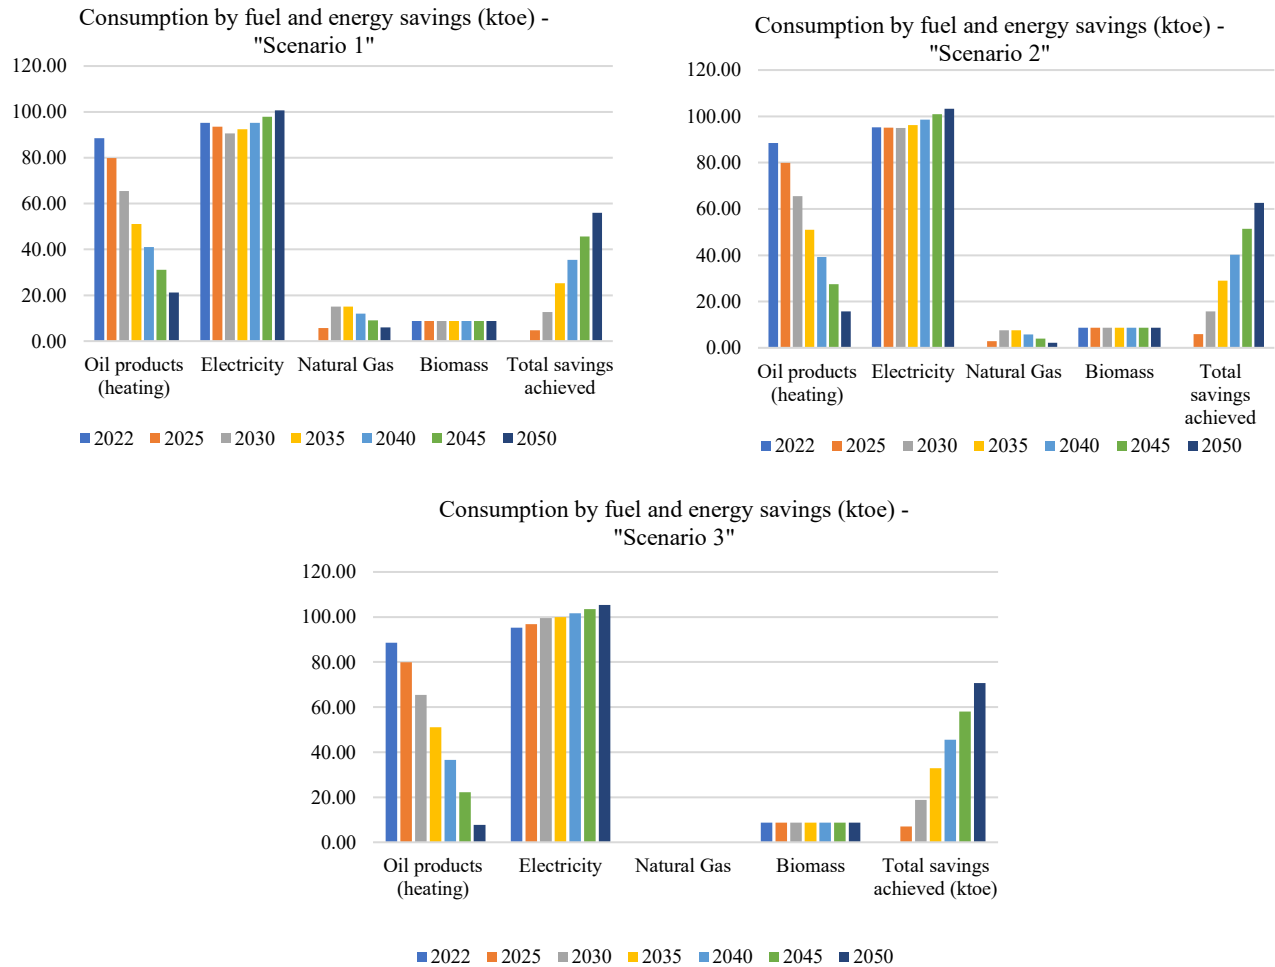 Consumption by fuel and energy savings (ktoe) -
"Scenario 1"
120.00
100.00
80.00
60.00
40.00
20.00
0.00
Oil products
(heating)
Electricity
Natural Gas
Biomass
Total savings
achieved
2022 2025 2030 2035 2040 2045 2050
Consumption by fuel and energy savings (ktoe) -
"Scenario 2"
120.00
100.00
80.00
60.00
40.00
20.00
0.00
Oil products
(heating)
Electricity
Natural Gas
Biomass
Total
savings
achieved
2022 2025 2030 2035 2040 2045 2050
Consumption by fuel and energy savings (ktoe) -
"Scenario 3"
120.00
100.00
80.00
60.00
40.00
20.00
0.00
Oil products
(heating)
Electricity
Natural Gas
Biomass
Total savings
achieved (ktoe)
2022 2025 2030 2035 2040 2045 2050